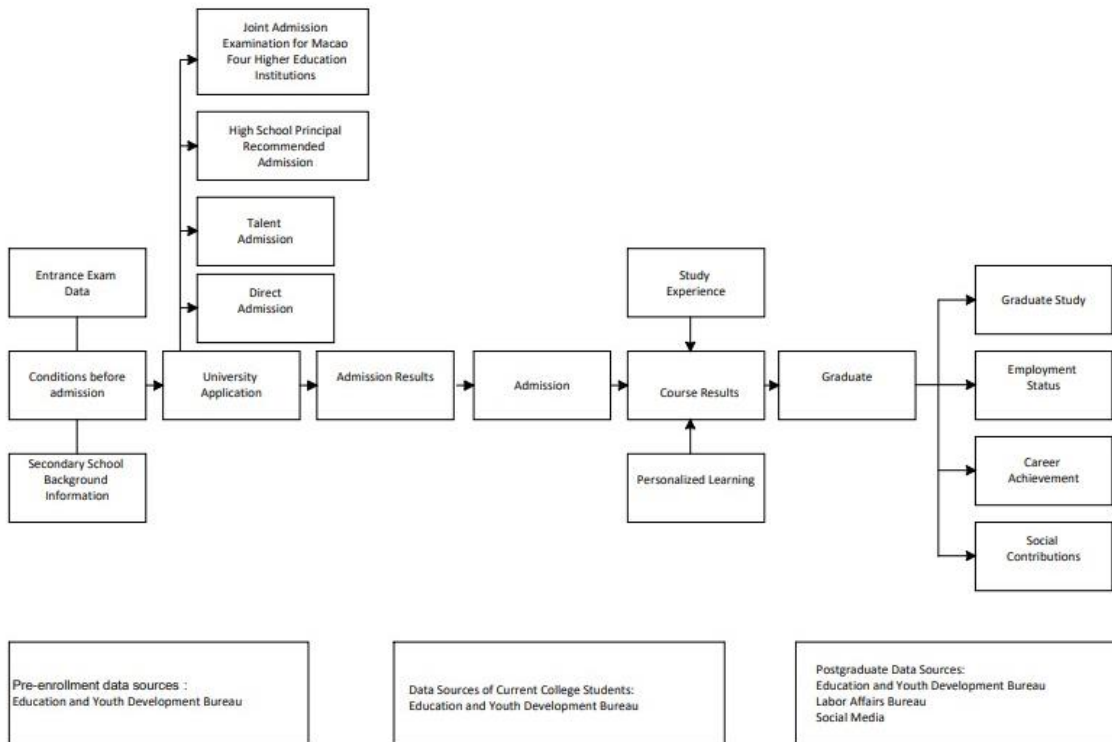 Joint Admission
Examination for Macao
Four Higher Education
Institutions
High School Principal
Recommended
Admission
Talent
Admission
Direct
Admission
Entrance Exam
Data
Conditions before
admission
Secondary School
Background
Information
University
Application
Admission Results
Admission
Study
Experience
Course Results
Personalized Learning
Graduate
Graduate Study
Employment
Status
Career
Achievement
Social
Contributions
Pre-enrollment data sources :
Education and Youth Development Bureau
Data Sources of Current College Students:
Education and Youth Development Bureau
Postgraduate Data Sources:
Education and Youth Development Bureau
Labor Affairs Bureau
Social Media